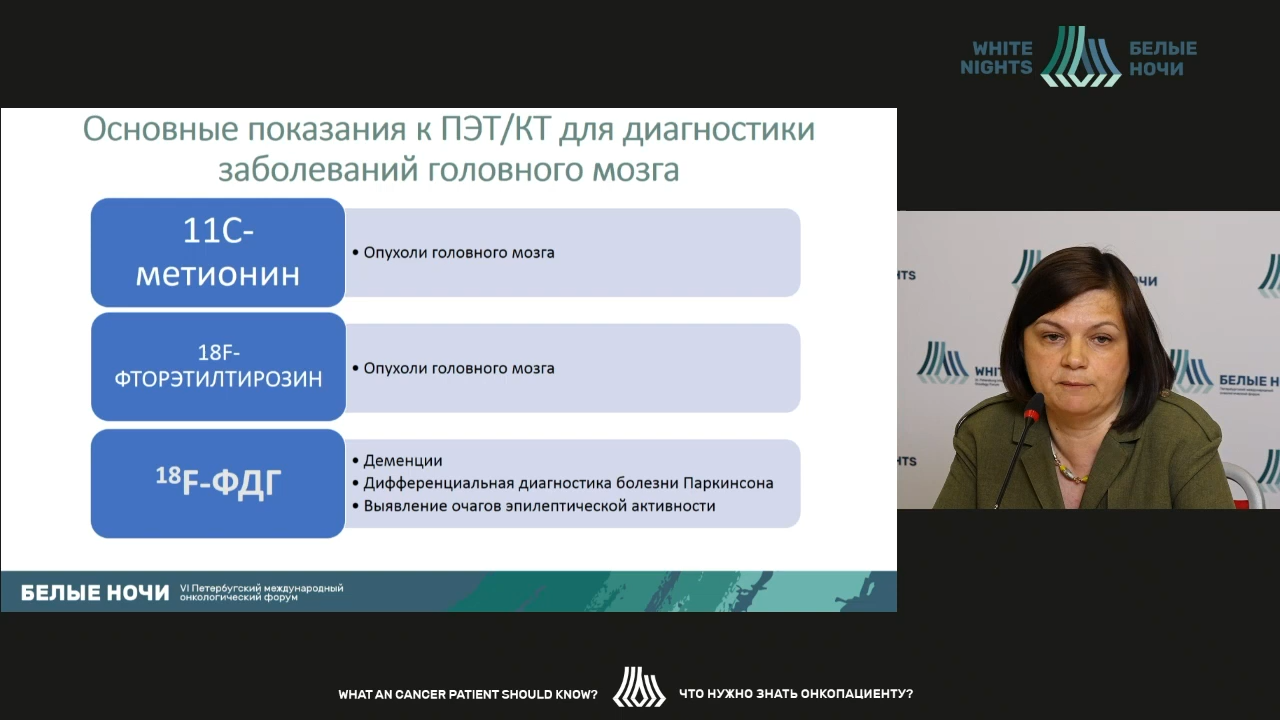 WHITE
NIGHTS
БЕЛЫЕ
НОЧИ
Основные показания к ПЭТ/КТ для диагностики
заболеваний головного мозга
11С-
метионин
• Опухоли головного мозга
18F-
ФТОРЭТИЛТИРОЗИН
• Опухоли головного мозга
18F-ФДГ
• Деменции
• Дифференциальная диагностика болезни Паркинсона
• Выявление очагов эпилептической активности
БЕЛЫЕ НОЧИ
VI Петербугский международный
онкологический форум
WHAT AN CANCER PATIENT SHOULD KNOW?
ЧТО НУЖНО ЗНАТЬ ОНКОПАЦИЕНТУ?